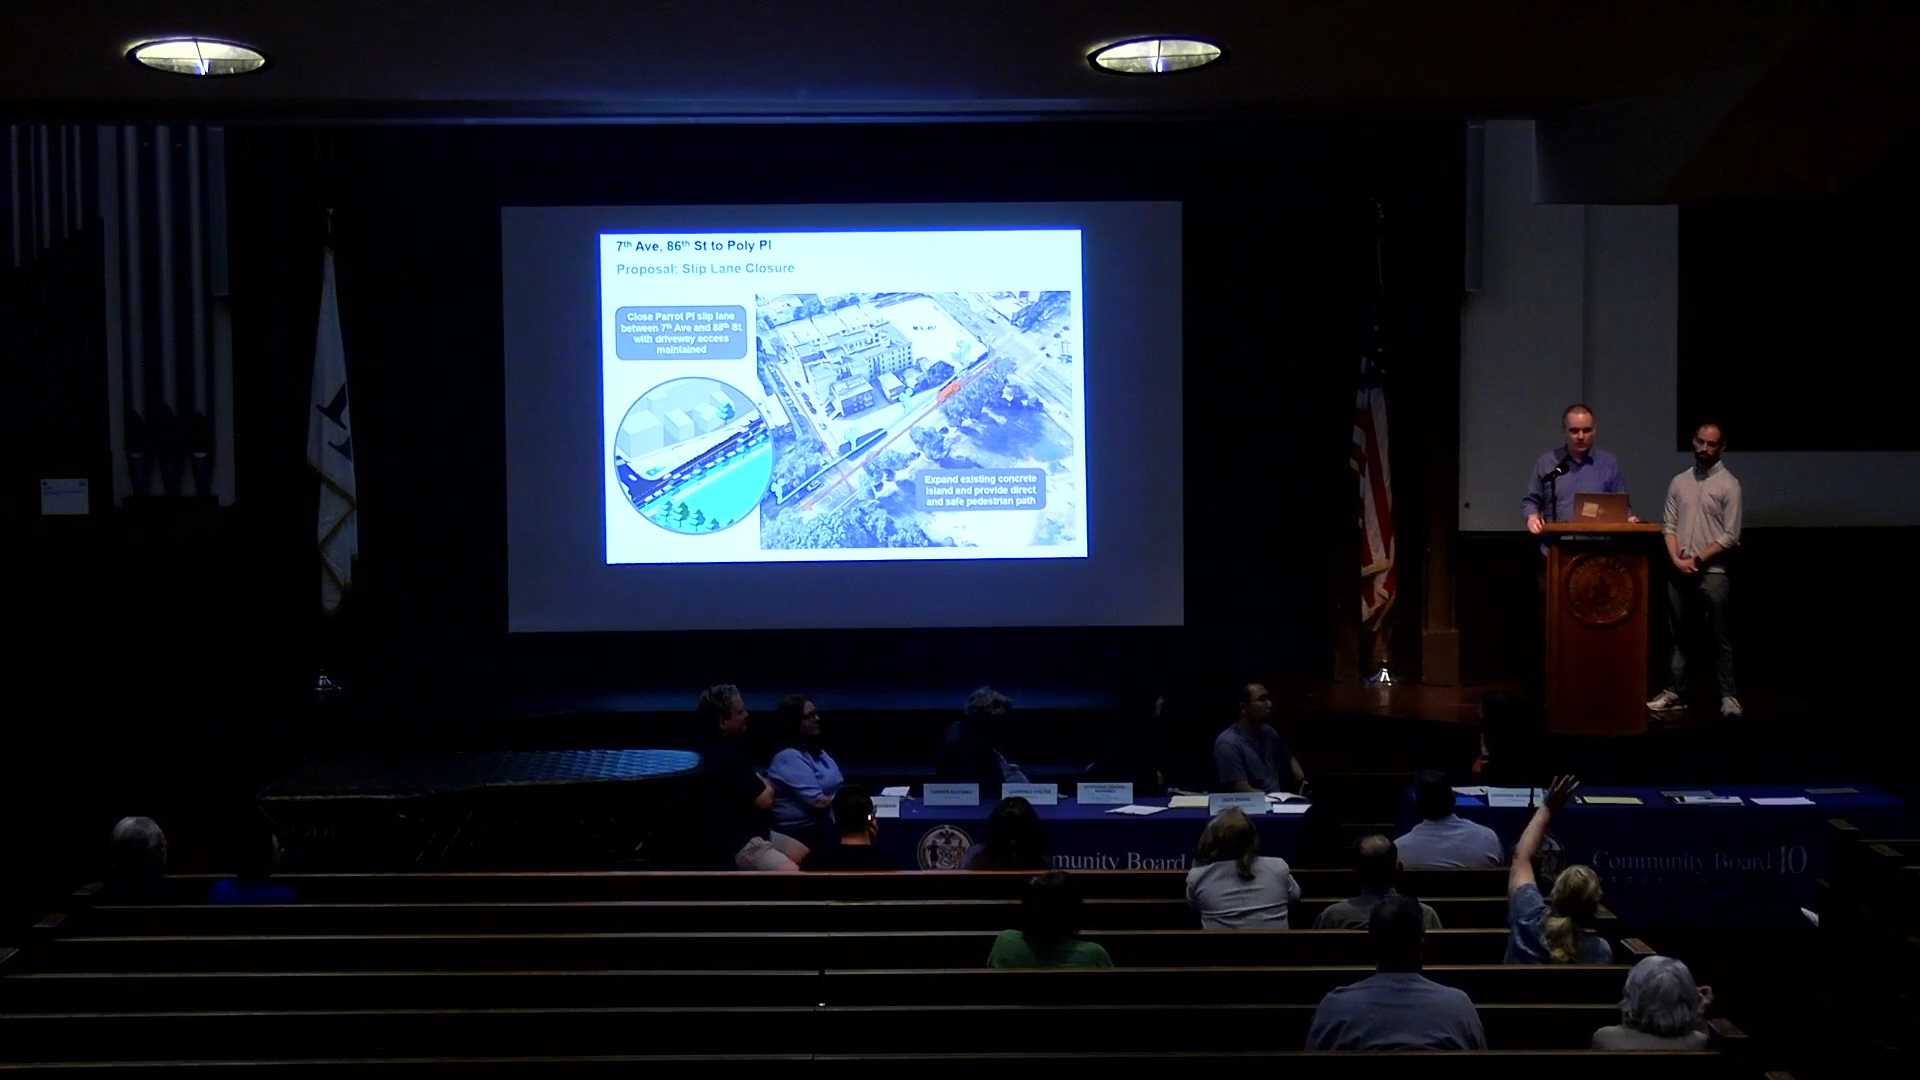 7th Ave, 86th St to Poly Pl
Proposal: Slip Lane Closure
Close Parrot Pl slip lane
between 7th Ave and 88th St
with driveway access
maintained
Expand existing concrete
island and provide direct
and safe pedestrian path
munity Board
Community Board 10